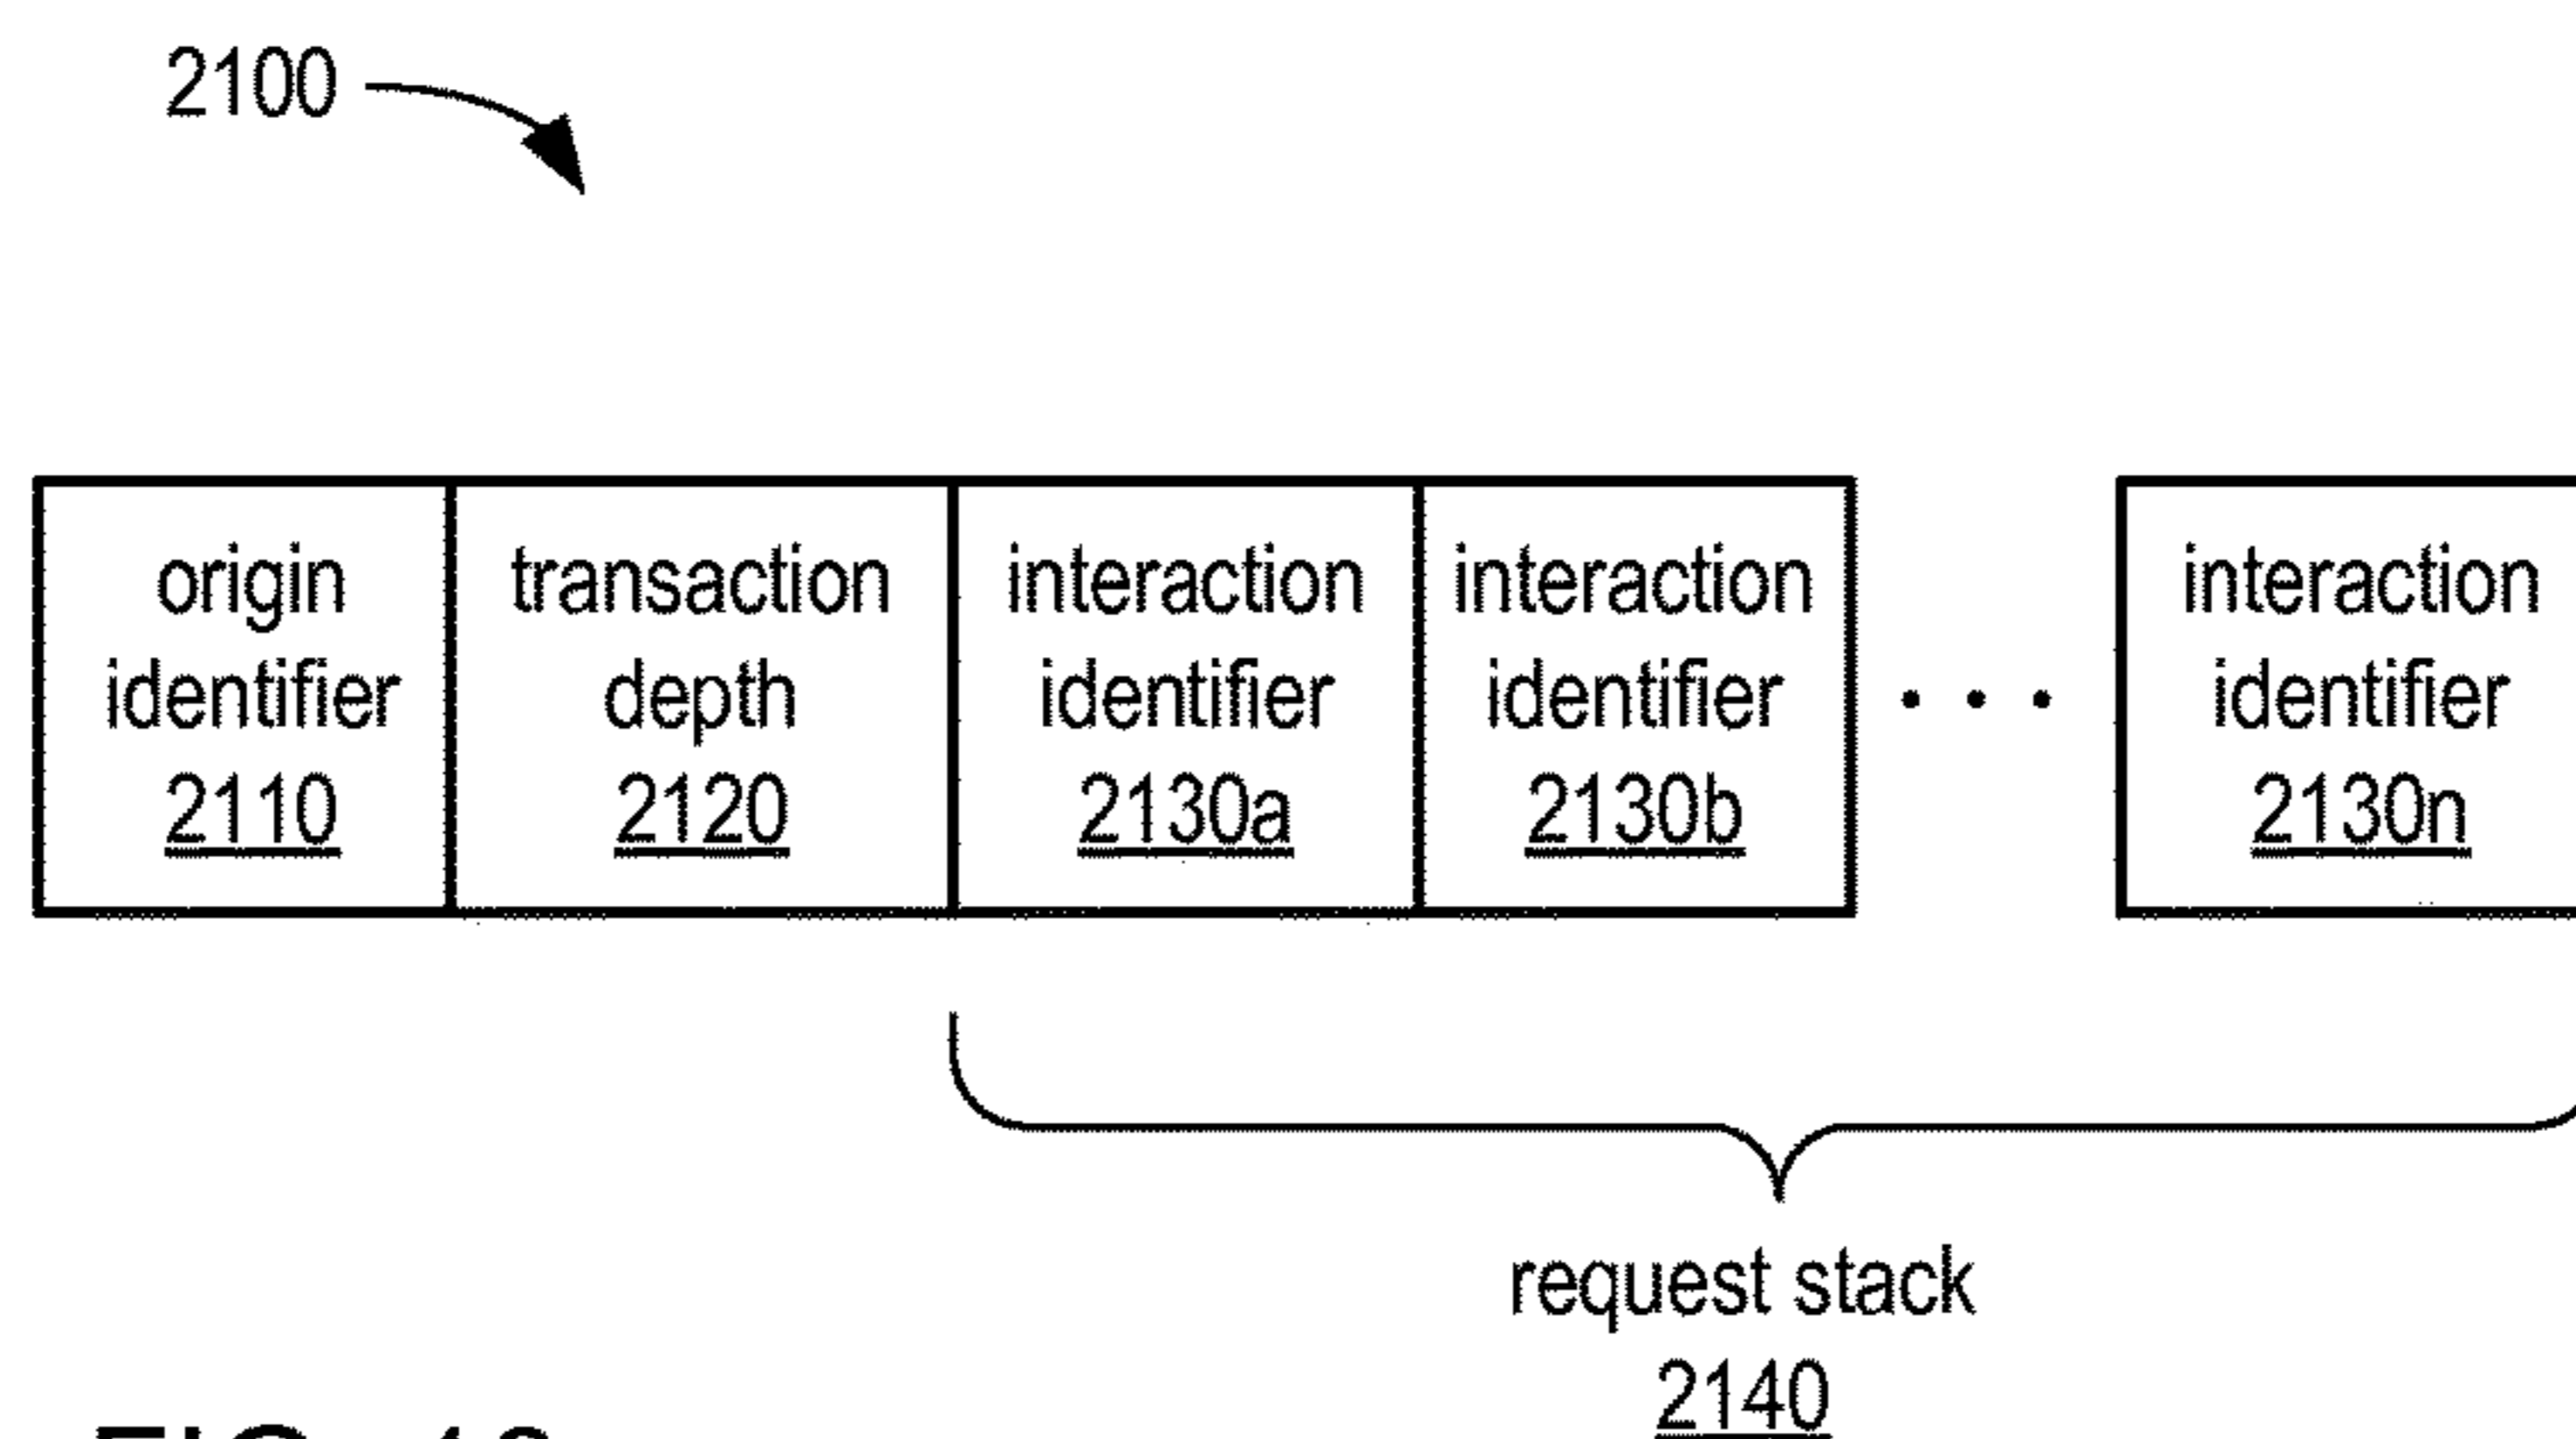 2100
origin identifier 2110
transaction depth 2120
interaction identifier 2130a
interaction identifier 2130b
. . .
interaction identifier 2130n
request stack
2140